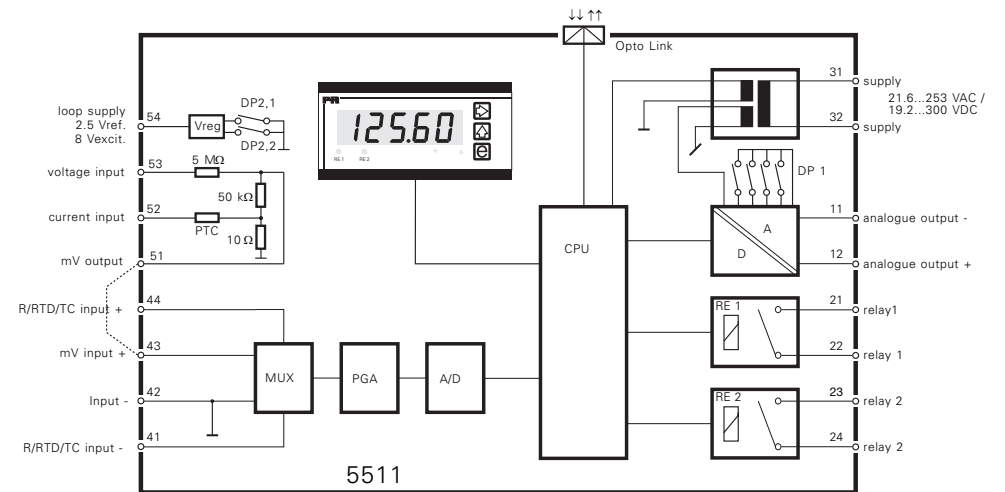 ↓↓ ↑↑
Opto Link
loop supply
2.5 Vref.
8 Vexcit.
54
Vreg
DP2,1
DP2,2
voltage input
53
5 MΩ
50 kΩ
current input
52
PTC
10 Ω
mV output
51
R/RTD/TC input +
44
mV input +
43
Input -
42
R/RTD/TC input -
41
MUX
PGA
A/D
CPU
PR
125.60
RE 1
RE 2
e
31
supply
21.6...253 VAC /
19.2...300 VDC
32
supply
DP 1
11
analogue output -
A
D
12
analogue output +
RE 1
21
relay1
22
relay 1
RE 2
23
relay 2
24
relay 2
5511